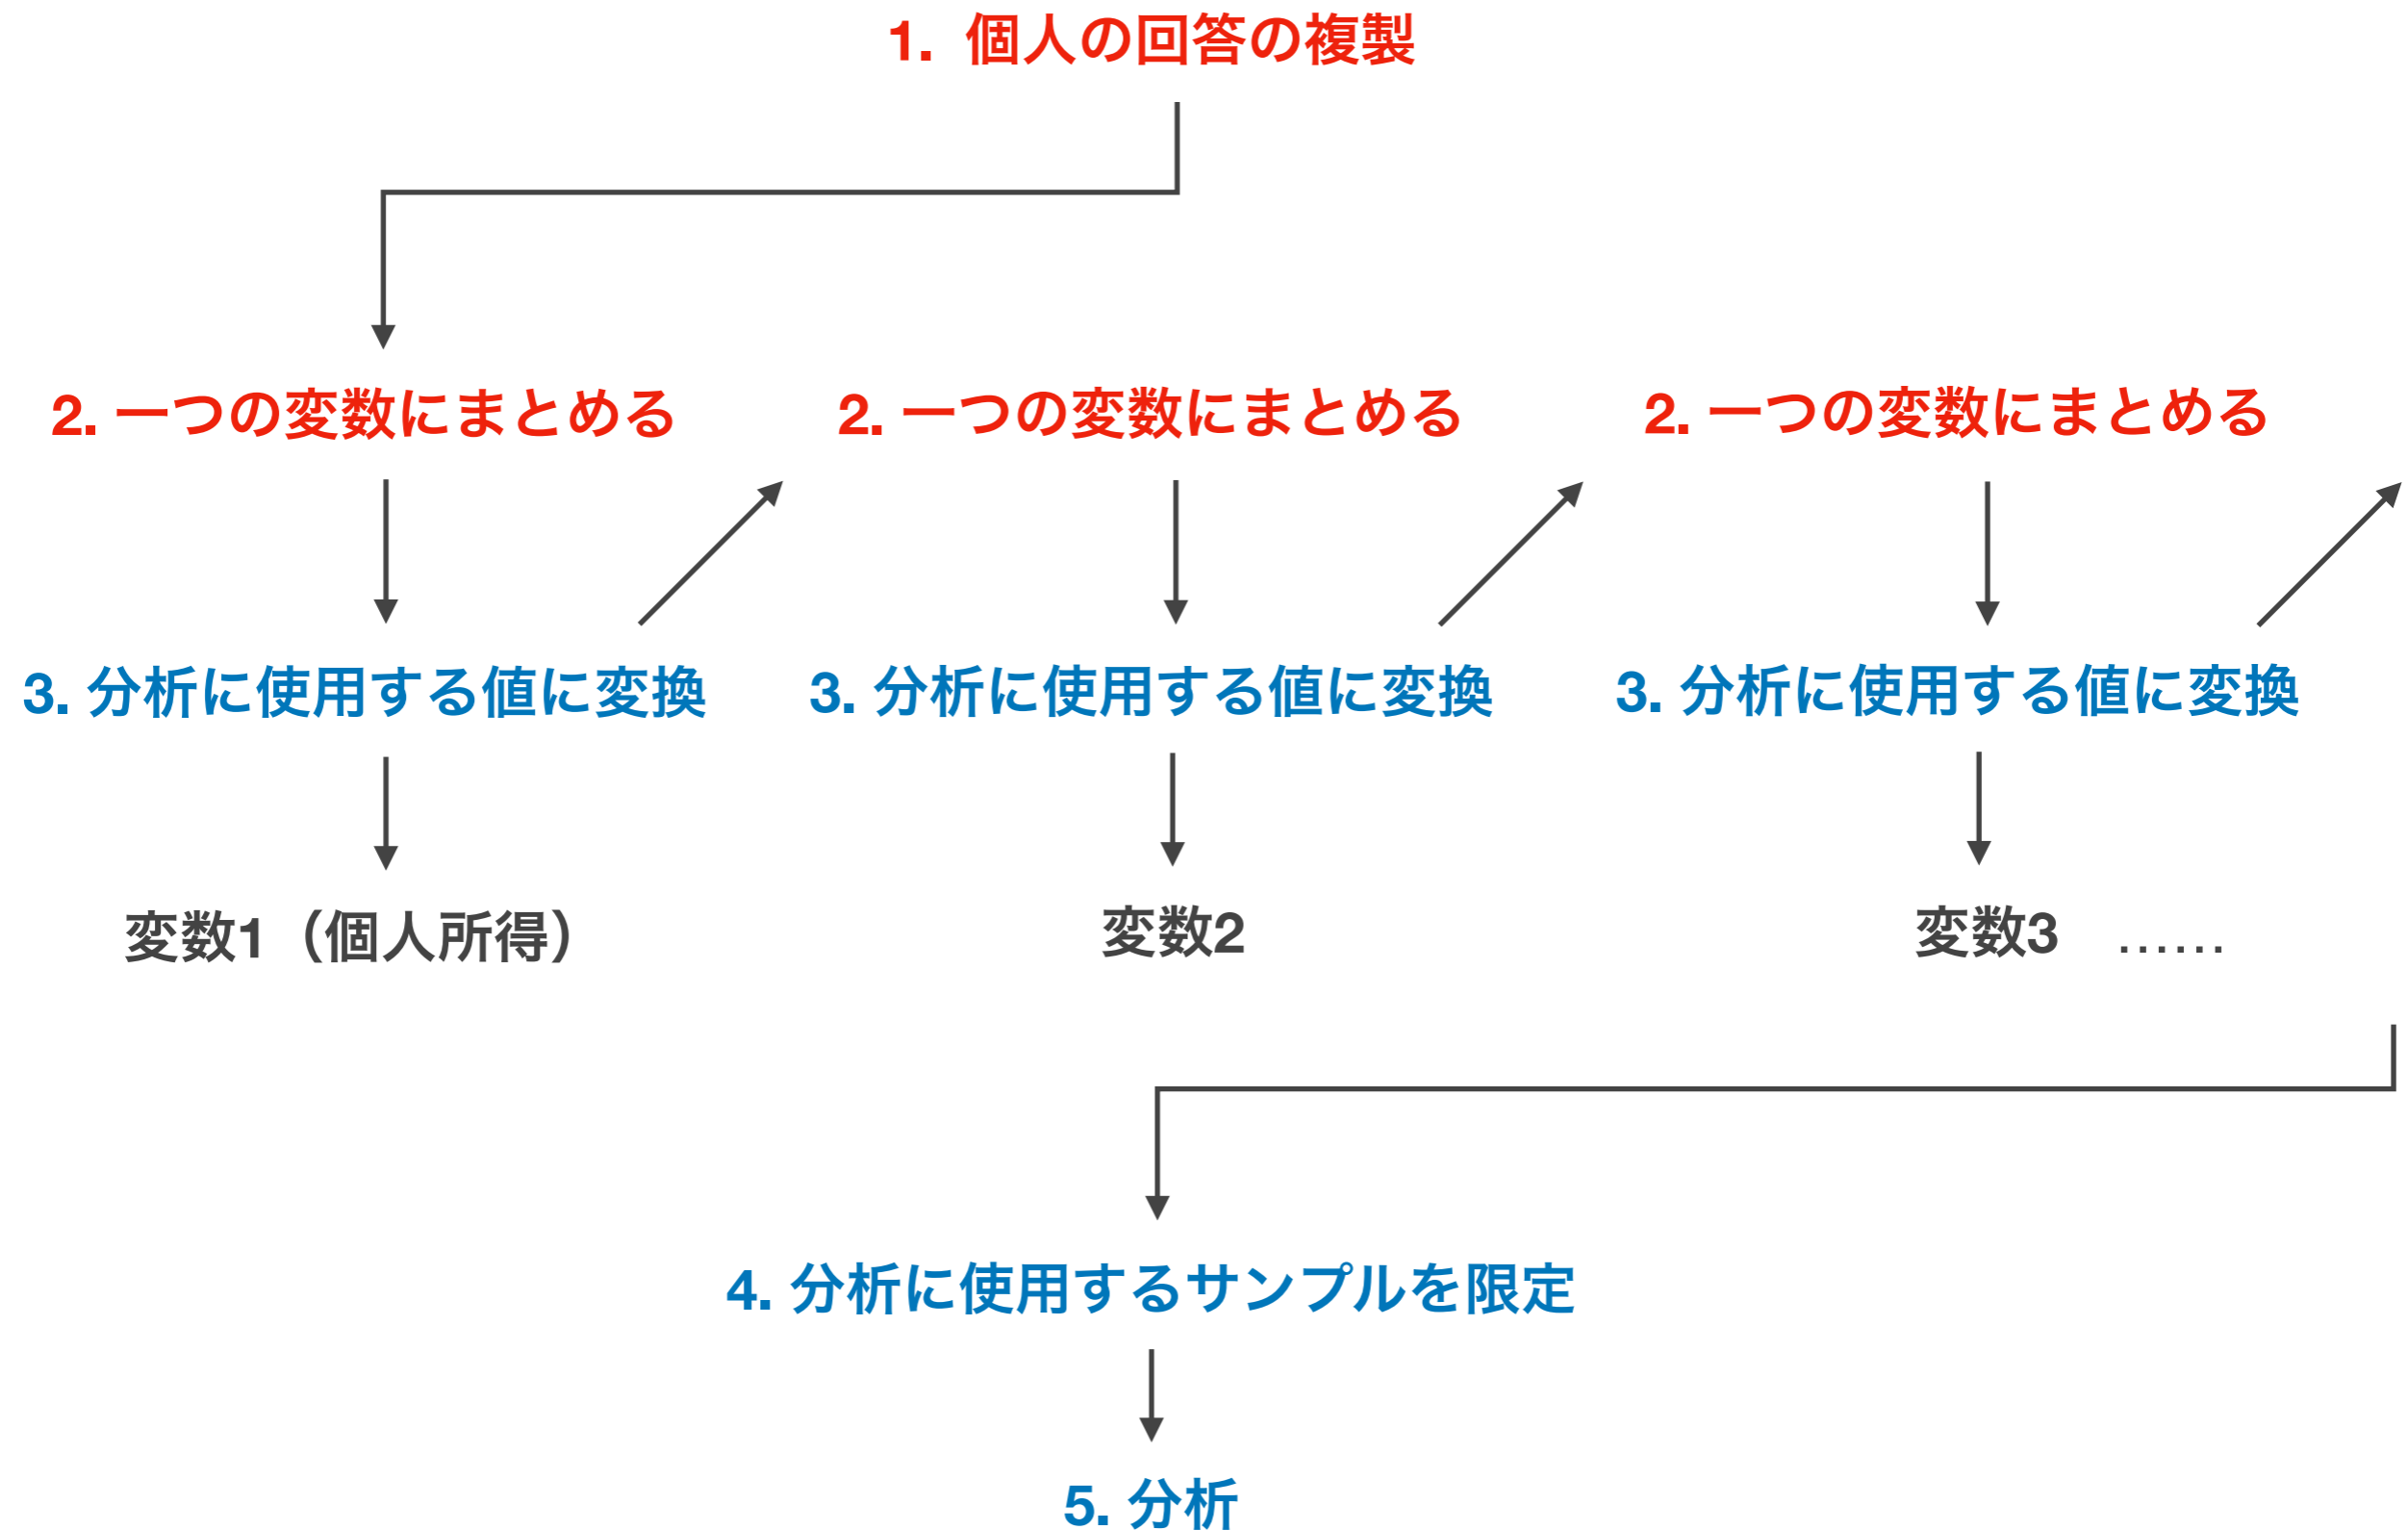 1. 個人の回答の複製
2. 一つの変数にまとめる
2. 一つの変数にまとめる
2. 一つの変数にまとめる
3. 分析に使用する値に変換
3. 分析に使用する値に変換
3. 分析に使用する値に変換
変数1（個人所得）
変数2
変数3 ……
4. 分析に使用するサンプルを限定
5. 分析